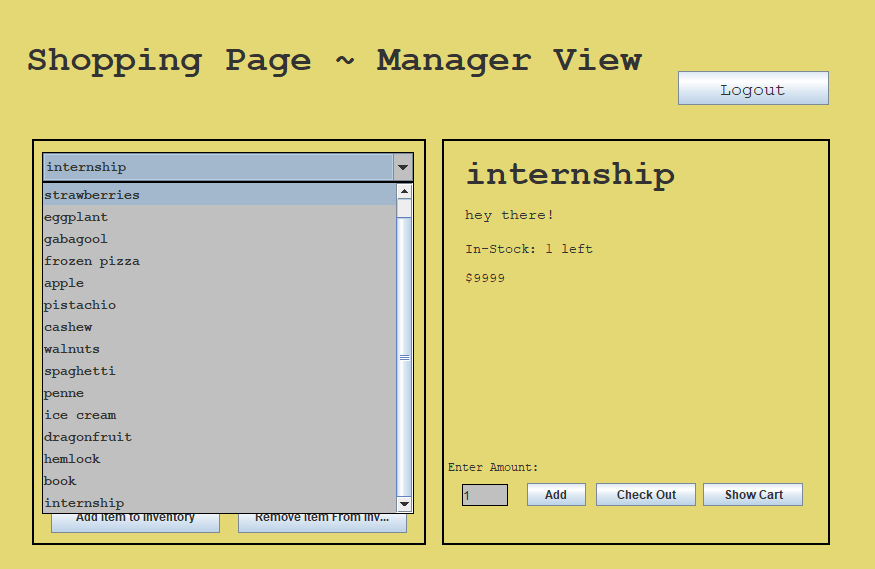 Shopping Page ~ Manager View
Logout
internship
strawberries
eggplant
gabagool
frozen pizza
apple
pistachio
cashew
walnuts
spaghetti
penne
ice cream
dragonfruit
hemlock
book
internship
Add Item to Inventory
Remove Item From Inv...
internship
hey there!
In-Stock: 1 left
$9999
Enter Amount:
1
Add
Check Out
Show Cart